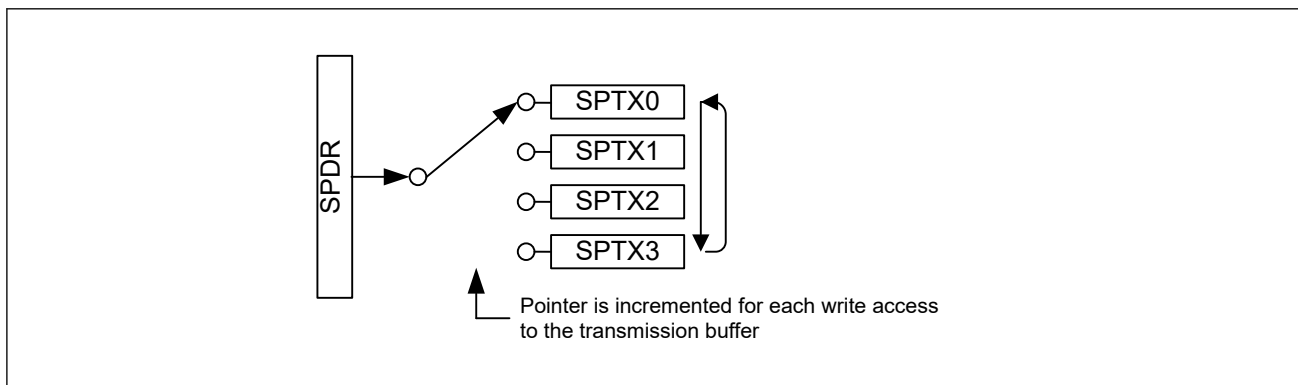 SPDR
SPTX0
SPTX1
SPTX2
SPTX3
Pointer is incremented for each write access
to the transmission buffer